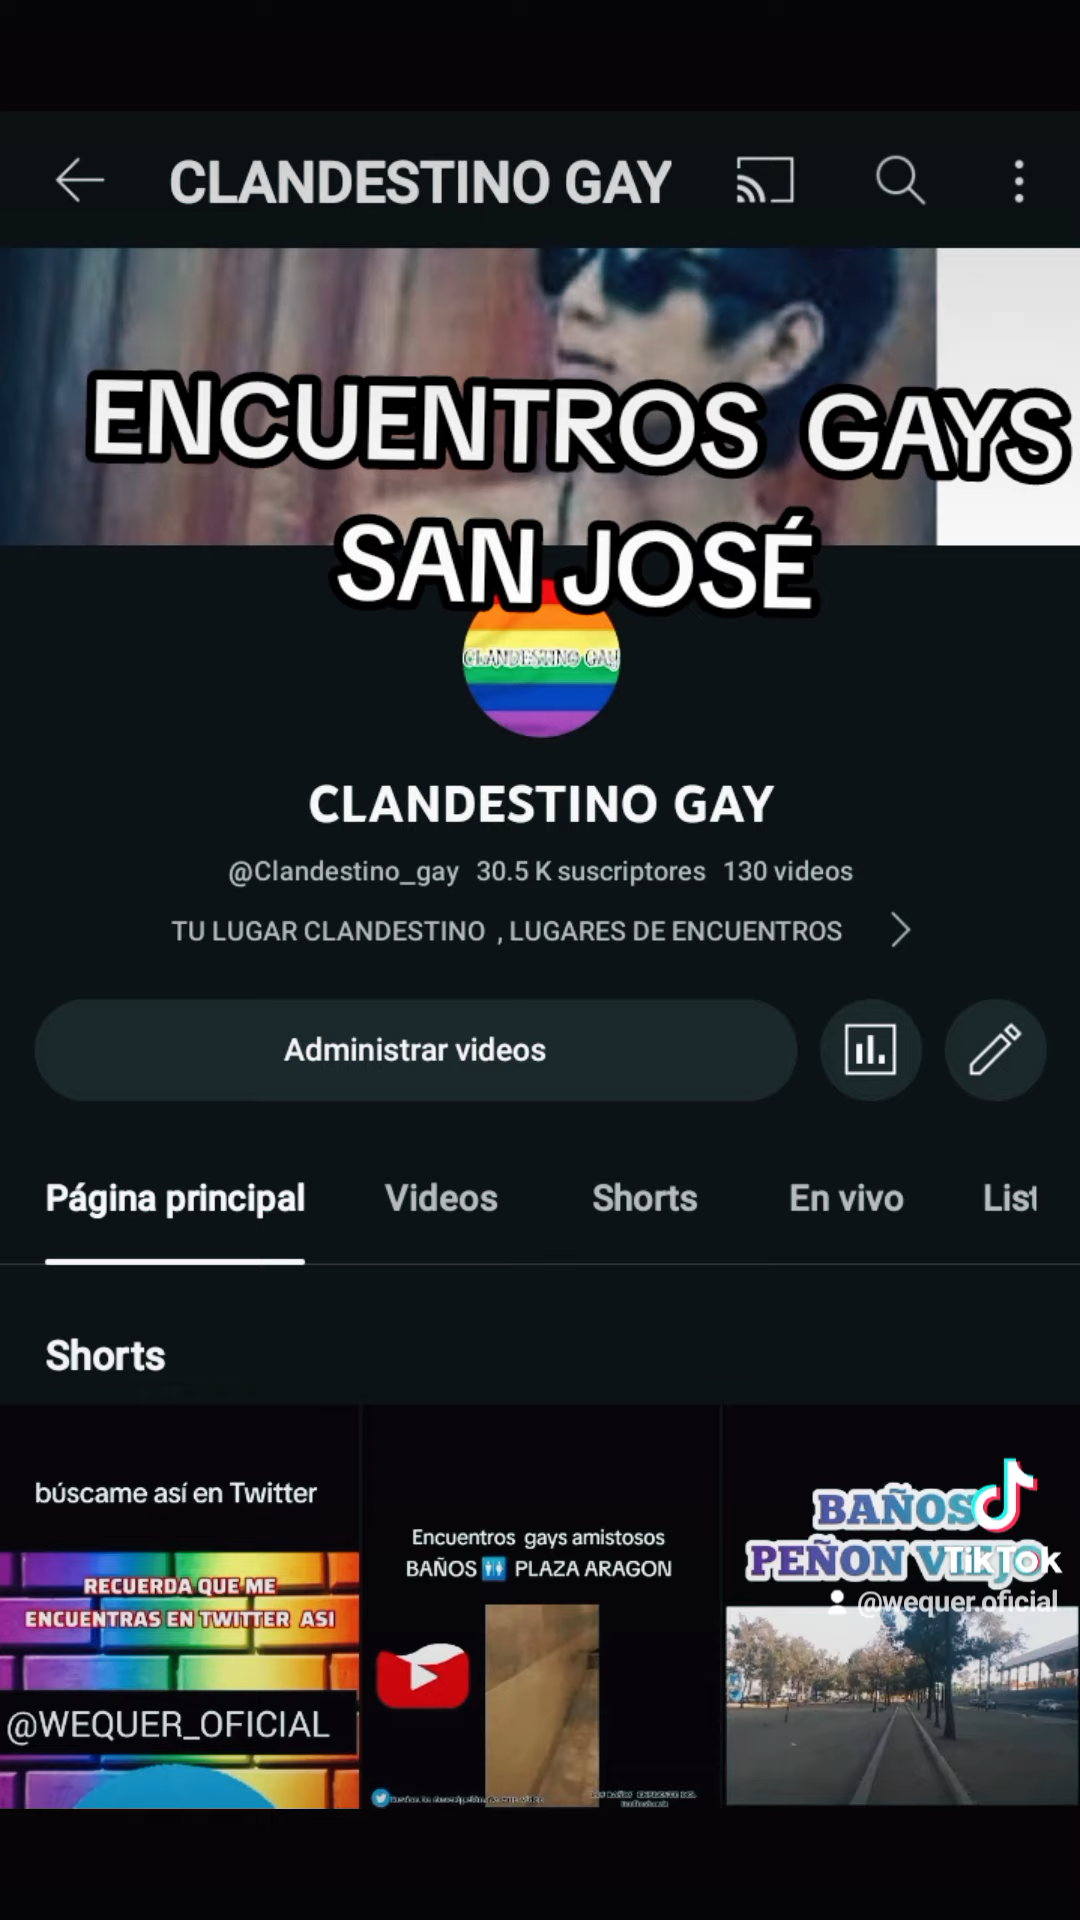 CLANDESTINO GAY
ENCUENTROS GAYS
SAN JOSÉ
CLANDESTINO GAY
CLANDESTINO GAY
@Clandestino_gay 30.5 K suscriptores 130 videos
TU LUGAR CLANDESTINO , LUGARES DE ENCUENTROS
Administrar videos
Página principal Videos Shorts En vivo List
Shorts
búscame así en Twitter
RECUERDA QUE ME
ENCUENTRAS EN TWITTER ASI
@WEQUER_OFICIAL
Encuentros gays amistosos
BAÑOS 🚻 PLAZA ARAGON
BAÑOS
PEÑON VIEJO
TikTok
@wequer.oficial